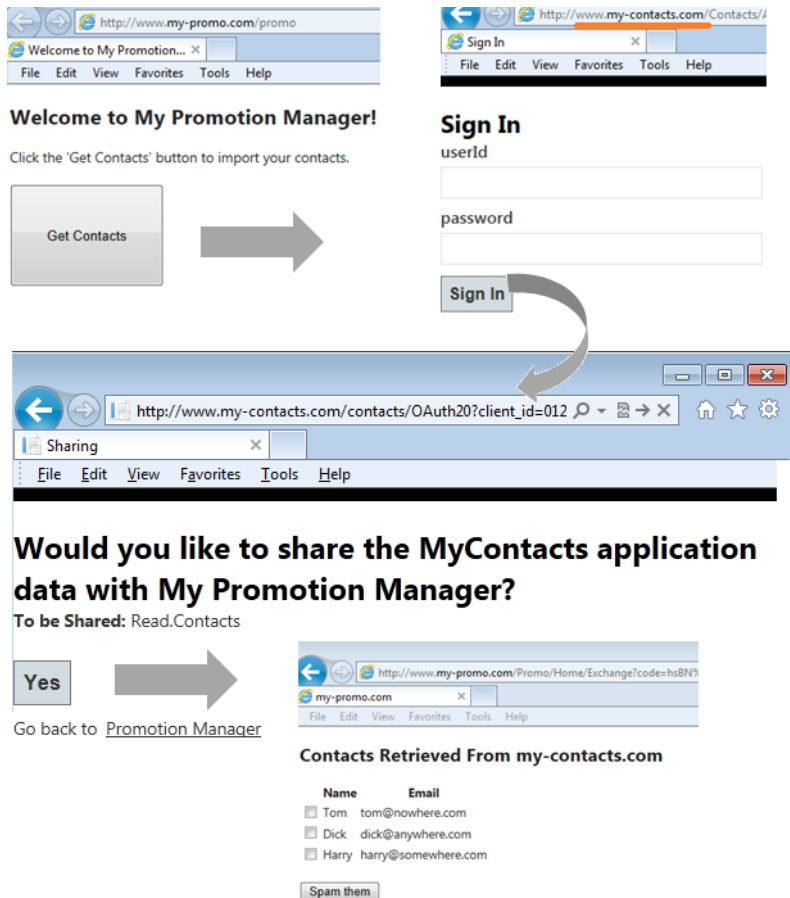 http://www.my-promo.com/promo
Welcome to My Promotion...
File Edit View Favorites Tools Help
Welcome to My Promotion Manager!
Click the 'Get Contacts' button to import your contacts.
Get Contacts
http://www.my-contacts.com/Contacts/
Sign In
File Edit View Favorites Tools Help
Sign In
userId
password
Sign In
http://www.my-contacts.com/contacts/OAuth20?client_id=012
Sharing
File Edit View Favorites Tools Help
Would you like to share the MyContacts application
data with My Promotion Manager?
To be Shared: Read.Contacts
Yes
Go back to Promotion Manager
http://www.my-promo.com/Promo/Home/Exchange?code=hsBN%
my-promo.com
File Edit View Favorites Tools Help
Contacts Retrieved From my-contacts.com
Name Email
Tom tom@nowhere.com
Dick dick@anywhere.com
Harry harry@somewhere.com
Spam them